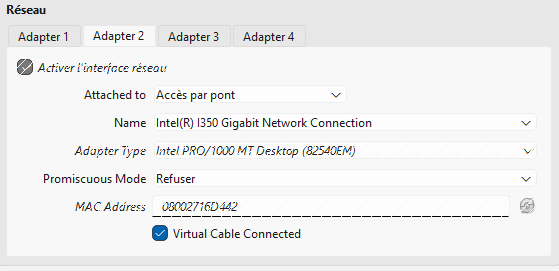 Réseau
Adapter 1 Adapter 2 Adapter 3 Adapter 4
Activer l'interface réseau
Attached to Accès par pont
Name Intel(R) I350 Gigabit Network Connection
Adapter Type Intel PRO/1000 MT Desktop (82540EM)
Promiscuous Mode Refuser
MAC Address 08002716D442
Virtual Cable Connected